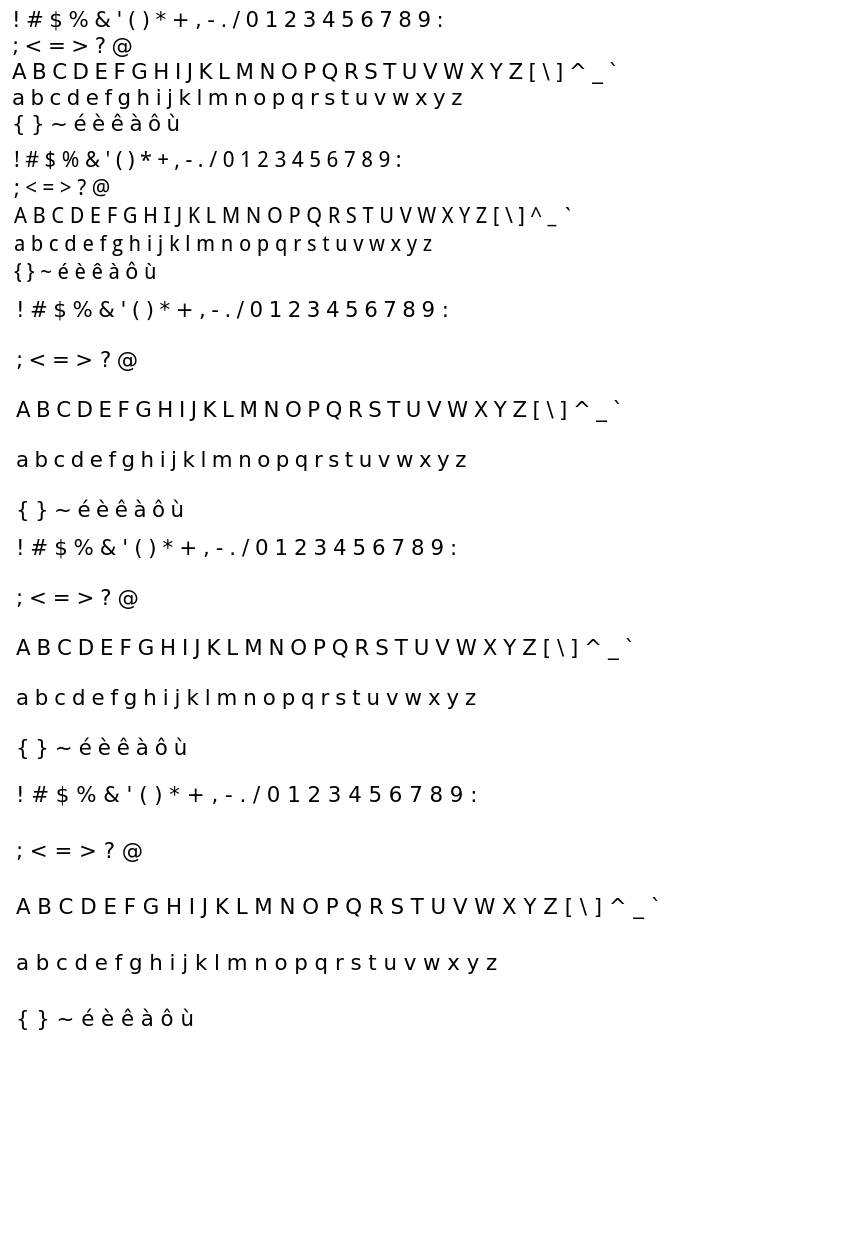 ! # $ % & ' ( ) * + , - . / 0 1 2 3 4 5 6 7 8 9 :
; < = > ? @
A B C D E F G H I J K L M N O P Q R S T U V W X Y Z [ \ ] ^ _ `
a b c d e f g h i j k l m n o p q r s t u v w x y z
{ } ~ é è ê à ô ù
! # $ % & ' ( ) * + , - . / 0 1 2 3 4 5 6 7 8 9 :
; < = > ? @
A B C D E F G H I J K L M N O P Q R S T U V W X Y Z [ \ ] ^ _ `
a b c d e f g h i j k l m n o p q r s t u v w x y z
{ } ~ é è ê à ô ù
! # $ % & ' ( ) * + , - . / 0 1 2 3 4 5 6 7 8 9 :
; < = > ? @
A B C D E F G H I J K L M N O P Q R S T U V W X Y Z [ \ ] ^ _ `
a b c d e f g h i j k l m n o p q r s t u v w x y z
{ } ~ é è ê à ô ù
! # $ % & ' ( ) * + , - . / 0 1 2 3 4 5 6 7 8 9 :
; < = > ? @
A B C D E F G H I J K L M N O P Q R S T U V W X Y Z [ \ ] ^ _ `
a b c d e f g h i j k l m n o p q r s t u v w x y z
{ } ~ é è ê à ô ù
! # $ % & ' ( ) * + , - . / 0 1 2 3 4 5 6 7 8 9 :
; < = > ? @
A B C D E F G H I J K L M N O P Q R S T U V W X Y Z [ \ ] ^ _ `
a b c d e f g h i j k l m n o p q r s t u v w x y z
{ } ~ é è ê à ô ù